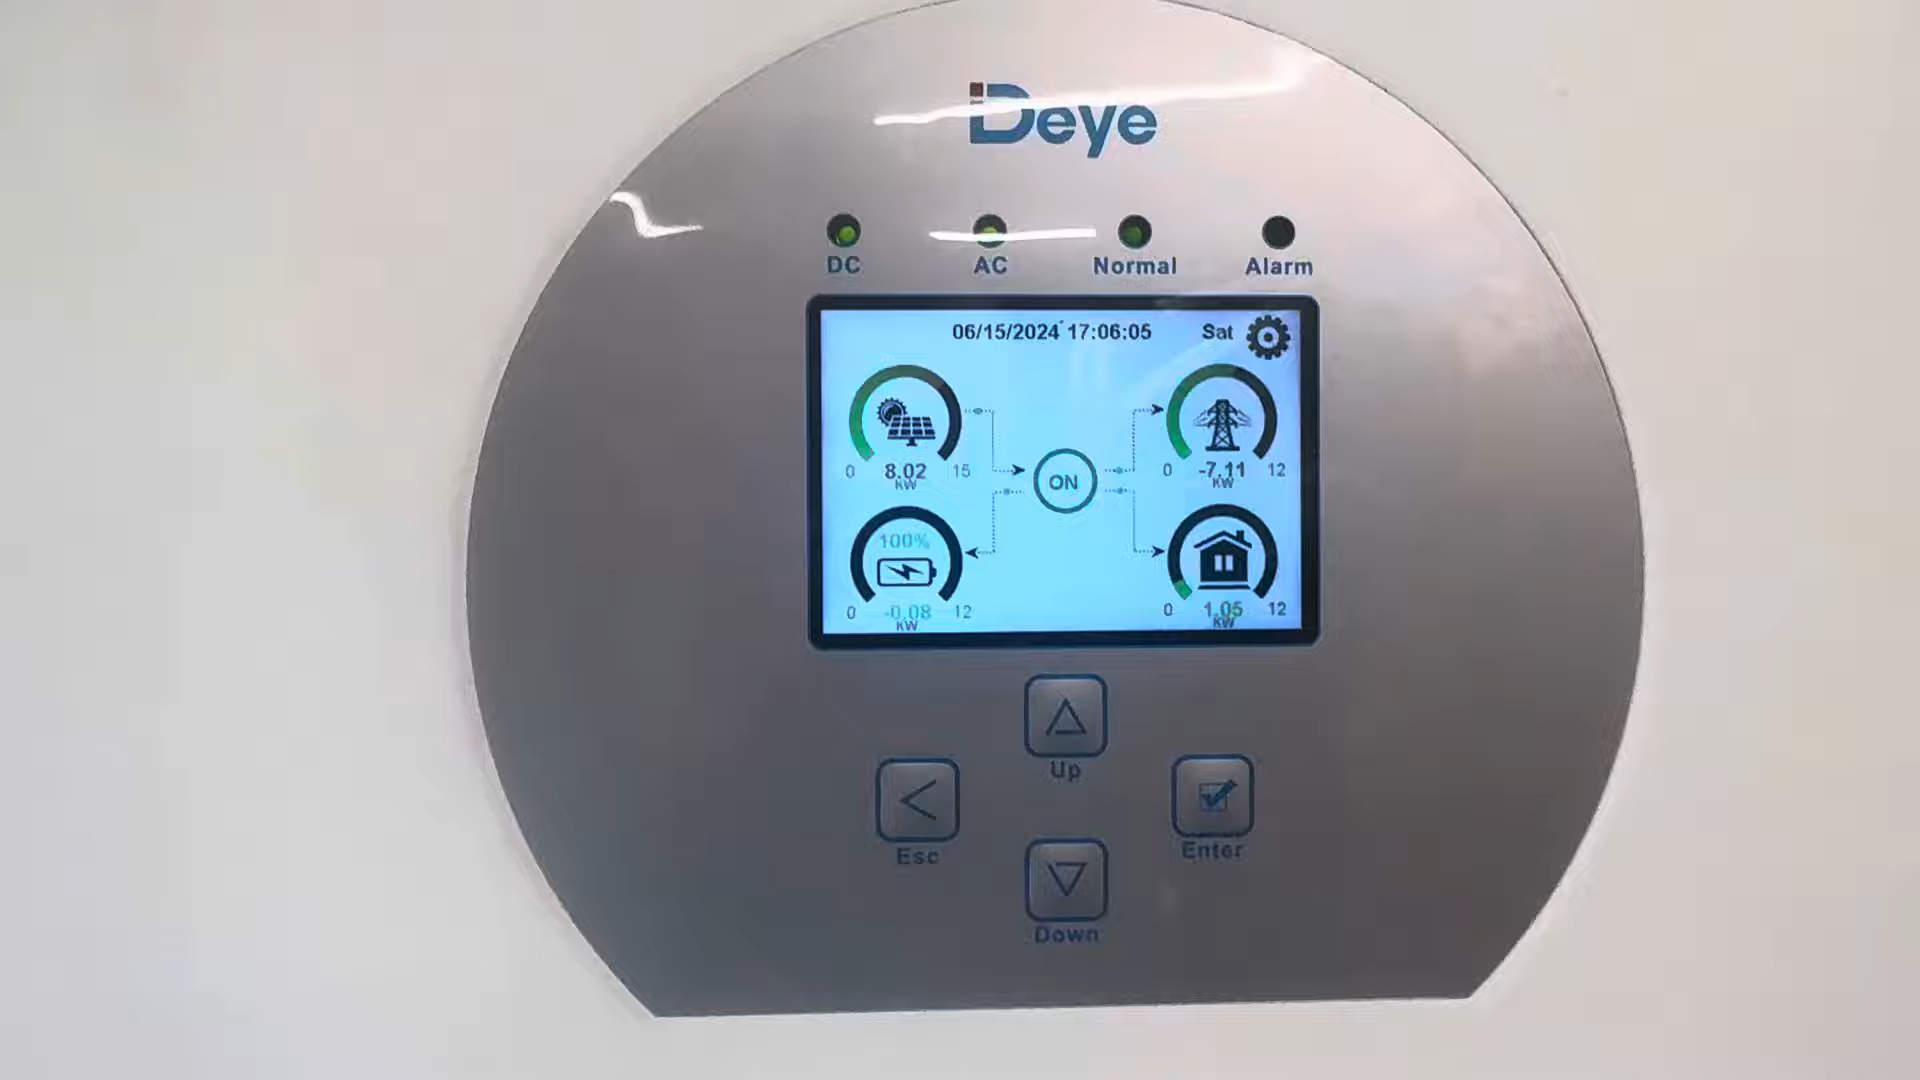 Deye
DC AC Normal Alarm
06/15/2024 17:06:05 Sat
0 8.02 15
KW
0 -7.11 12
KW
ON
100%
0 -0.08 12
KW
0 1.05 12
KW
Up
Esc
Enter
Down